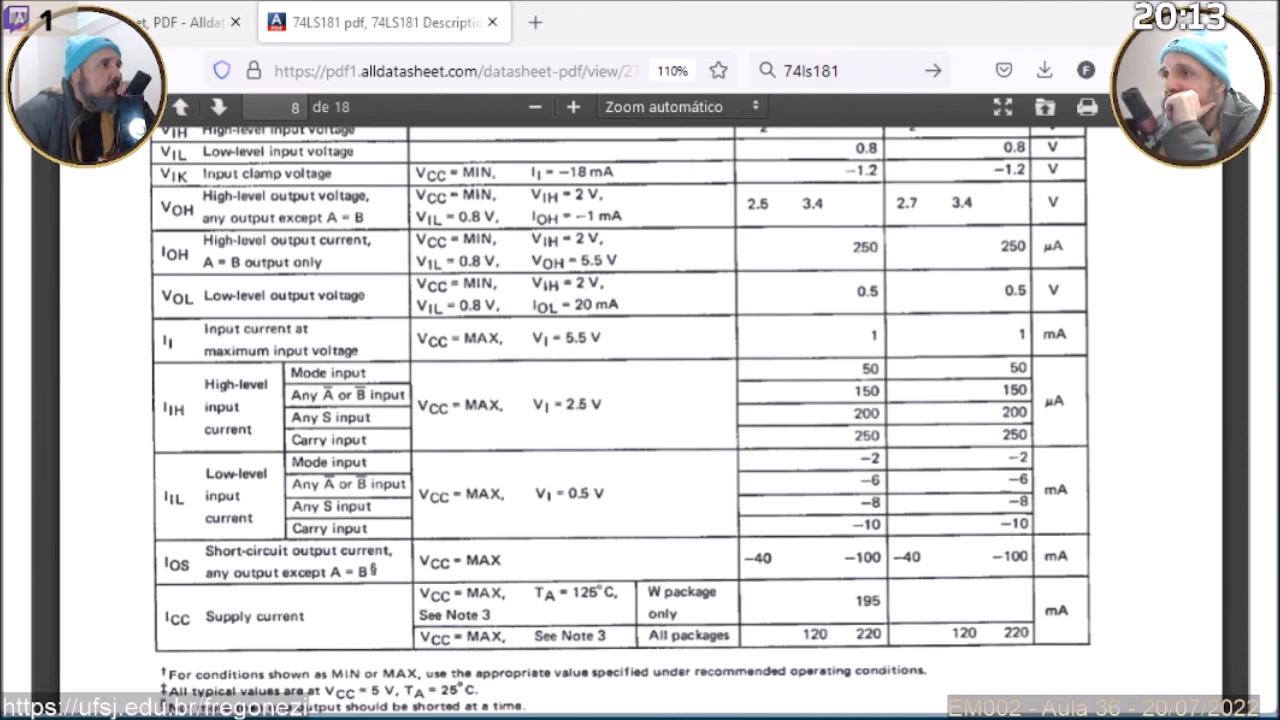 1
et, PDF - Alldat ×
74LS181 pdf, 74LS181 Descriptio ×
+
20:13
https://pdf1.alldatasheet.com/datasheet-pdf/view/27
110%
74ls181
F
8 de 18
Zoom automático
VIH High-level input voltage 2 2 V
VIL Low-level input voltage 0.8 0.8 V
VIK Input clamp voltage VCC = MIN, II = −18 mA −1.2 −1.2 V
VOH High-level output voltage, any output except A = B VCC = MIN, VIH = 2 V, 2.5 3.4 2.7 3.4 V
VIL = 0.8 V, IOH = −1 mA
IOH High-level output current, A = B output only VCC = MIN, VIH = 2 V, 250 250 µA
VIL = 0.8 V, VOH = 5.5 V
VOL Low-level output voltage VCC = MIN, VIH = 2 V, 0.5 0.5 V
VIL = 0.8 V, IOL = 20 mA
II Input current at maximum input voltage VCC = MAX, VI = 5.5 V 1 1 mA
IIH High-level input current VCC = MAX, VI = 2.5 V µA
Mode input 50 50
Any A̅ or B̅ input 150 150
Any S input 200 200
Carry input 250 250
IIL Low-level input current VCC = MAX, VI = 0.5 V mA
Mode input −2 −2
Any A̅ or B̅ input −6 −6
Any S input −8 −8
Carry input −10 −10
IOS Short-circuit output current, any output except A = B§ VCC = MAX −40 −100 −40 −100 mA
ICC Supply current VCC = MAX, TA = 125°C, See Note 3 W package only 195 mA
VCC = MAX, See Note 3 All packages 120 220 120 220
†For conditions shown as MIN or MAX, use the appropriate value specified under recommended operating conditions.
‡All typical values are at VCC = 5 V, TA = 25°C.
output should be shorted at a time.
https://ufsj.edu.br/fregonezi
EM002 - Aula 36 - 20/07/2022